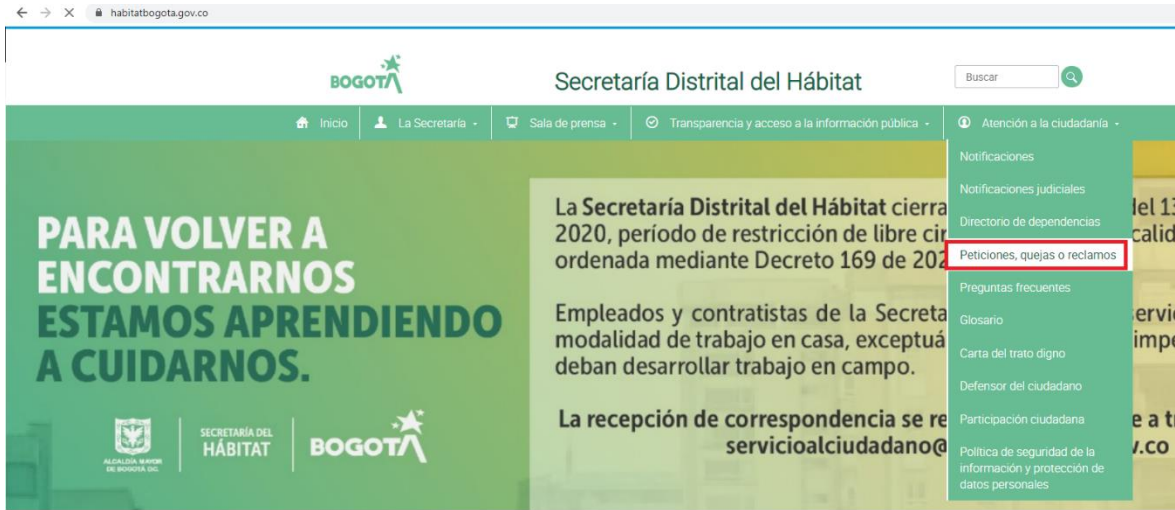 habitatbogota.gov.co
BOGOTÁ
Secretaría Distrital del Hábitat
Buscar
Inicio
La Secretaría
Sala de prensa
Transparencia y acceso a la información pública
Atención a la ciudadanía
Notificaciones
Notificaciones judiciales
Directorio de dependencias
Peticiones, quejas o reclamos
Preguntas frecuentes
Glosario
Carta del trato digno
Defensor del ciudadano
Participación ciudadana
Política de seguridad de la
información y protección de
datos personales
PARA VOLVER A
ENCONTRARNOS
ESTAMOS APRENDIENDO
A CUIDARNOS.
ALCALDÍA MAYOR
DE BOGOTÁ D.C.
SECRETARÍA DEL
HÁBITAT
BOGOTÁ
La Secretaría Distrital del Hábitat cierra del 13
2020, período de restricción de libre
ordenada mediante Decreto 169 de
Empleados y contratistas de la
modalidad de trabajo en casa,
deban desarrollar trabajo en campo.
La recepción de correspondencia se
servicioalciudadano@ .co